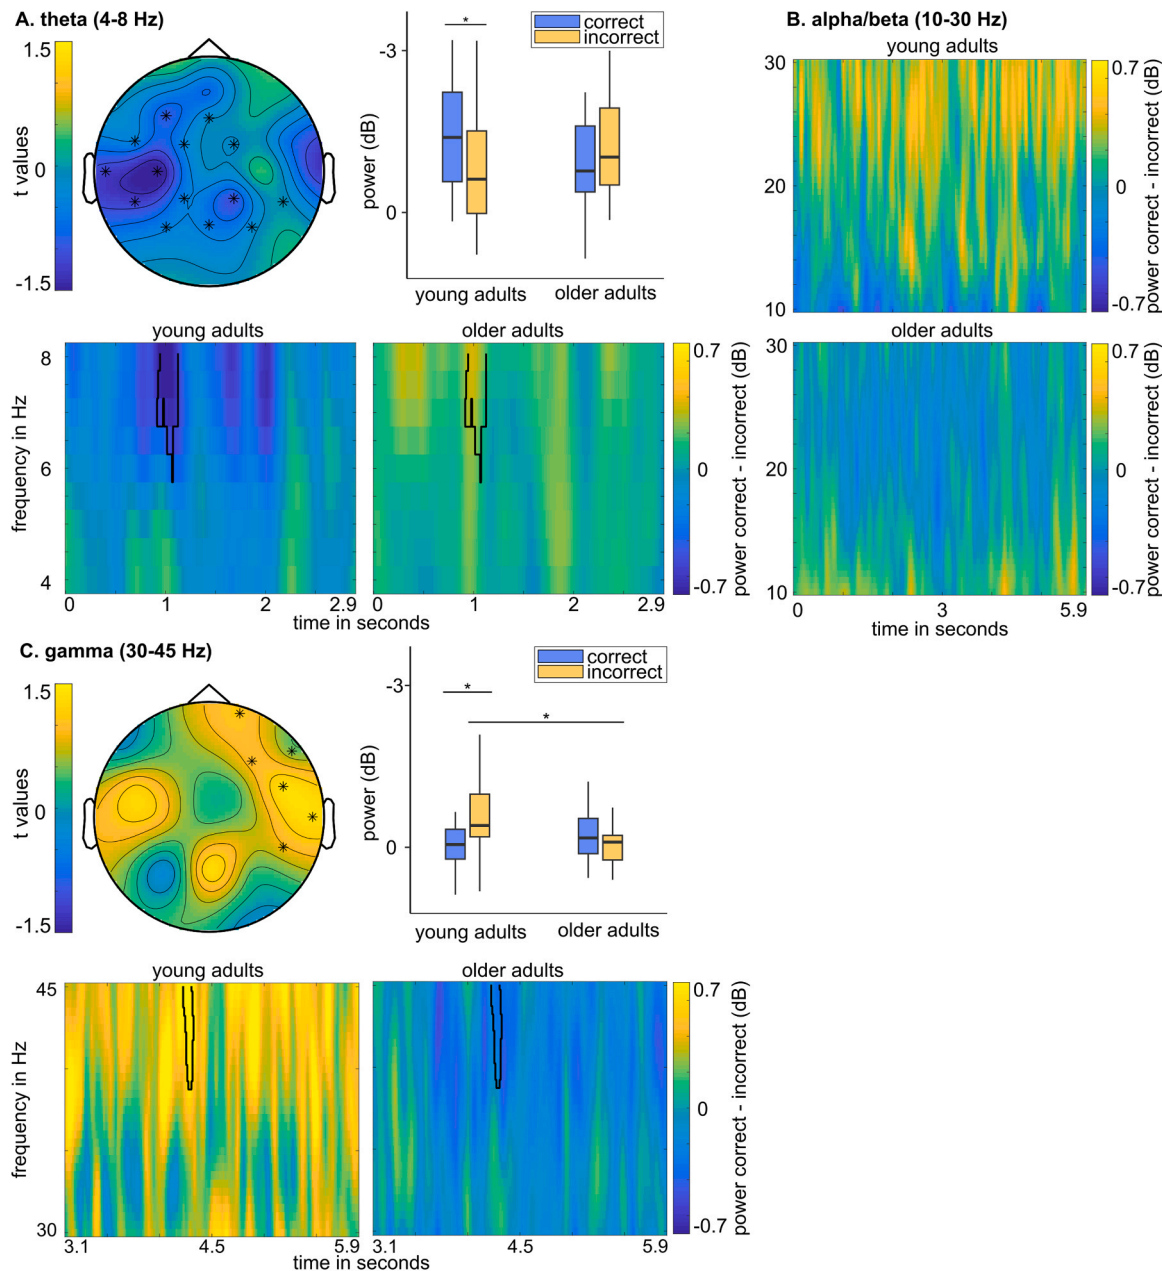 A. theta (4-8 Hz)
1.5
0
-1.5
t values
*
correct
incorrect
-3
0
power (dB)
young adults
older adults
young adults
older adults
8
6
4
frequency in Hz
0
1
2
2.9
0
1
2
2.9
time in seconds
0.7
0
-0.7
power correct - incorrect (dB)
B. alpha/beta (10-30 Hz)
young adults
30
20
10
0.7
0
-0.7
power correct - incorrect (dB)
older adults
30
20
10
0
3
5.9
time in seconds
0.7
0
-0.7
power correct - incorrect (dB)
C. gamma (30-45 Hz)
1.5
0
-1.5
t values
correct
incorrect
*
*
-3
0
power (dB)
young adults
older adults
young adults
older adults
45
30
frequency in Hz
3.1
4.5
5.9
3.1
4.5
5.9
time in seconds
0.7
0
-0.7
power correct - incorrect (dB)